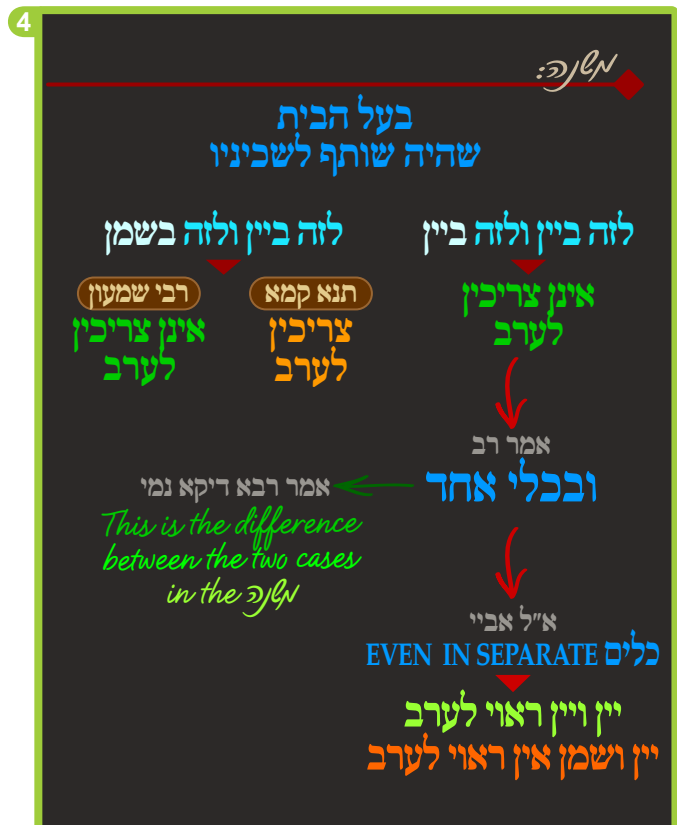 4
משנה:
בעל הבית
שהיה שותף לשכיניו
לזה ביין ולזה ביין
אינן צריכין
לערב
לזה ביין ולזה בשמן
תנא קמא
צריכין
לערב
רבי שמעון
אינן צריכין
לערב
אמר רב
ובכלי אחד
אמר רבא דיקא נמי
This is the difference
between the two cases
in the משנה
א"ל אביי
EVEN IN SEPARATE כלים
יין ויין ראוי לערב
יין ושמן אין ראוי לערב